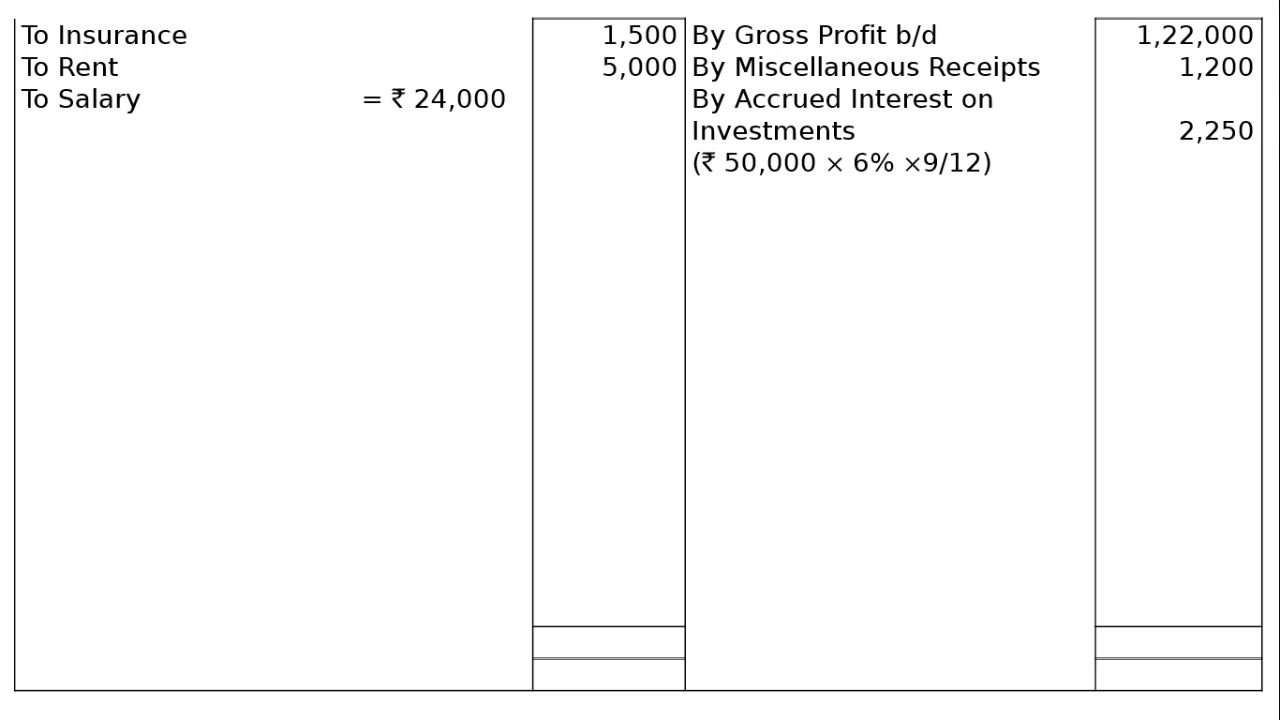 To Insurance 1,500 By Gross Profit b/d 1,22,000
To Rent 5,000 By Miscellaneous Receipts 1,200
To Salary = ₹ 24,000 By Accrued Interest on
Investments 2,250
(₹ 50,000 × 6% ×9/12)